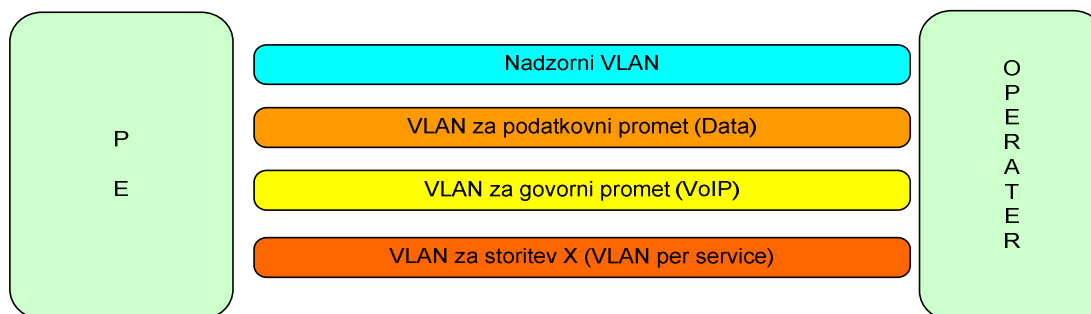 P
E
Nadzorni VLAN
VLAN za podatkovni promet (Data)
VLAN za govorni promet (VoIP)
VLAN za storitev X (VLAN per service)
O
P
E
R
A
T
E
R